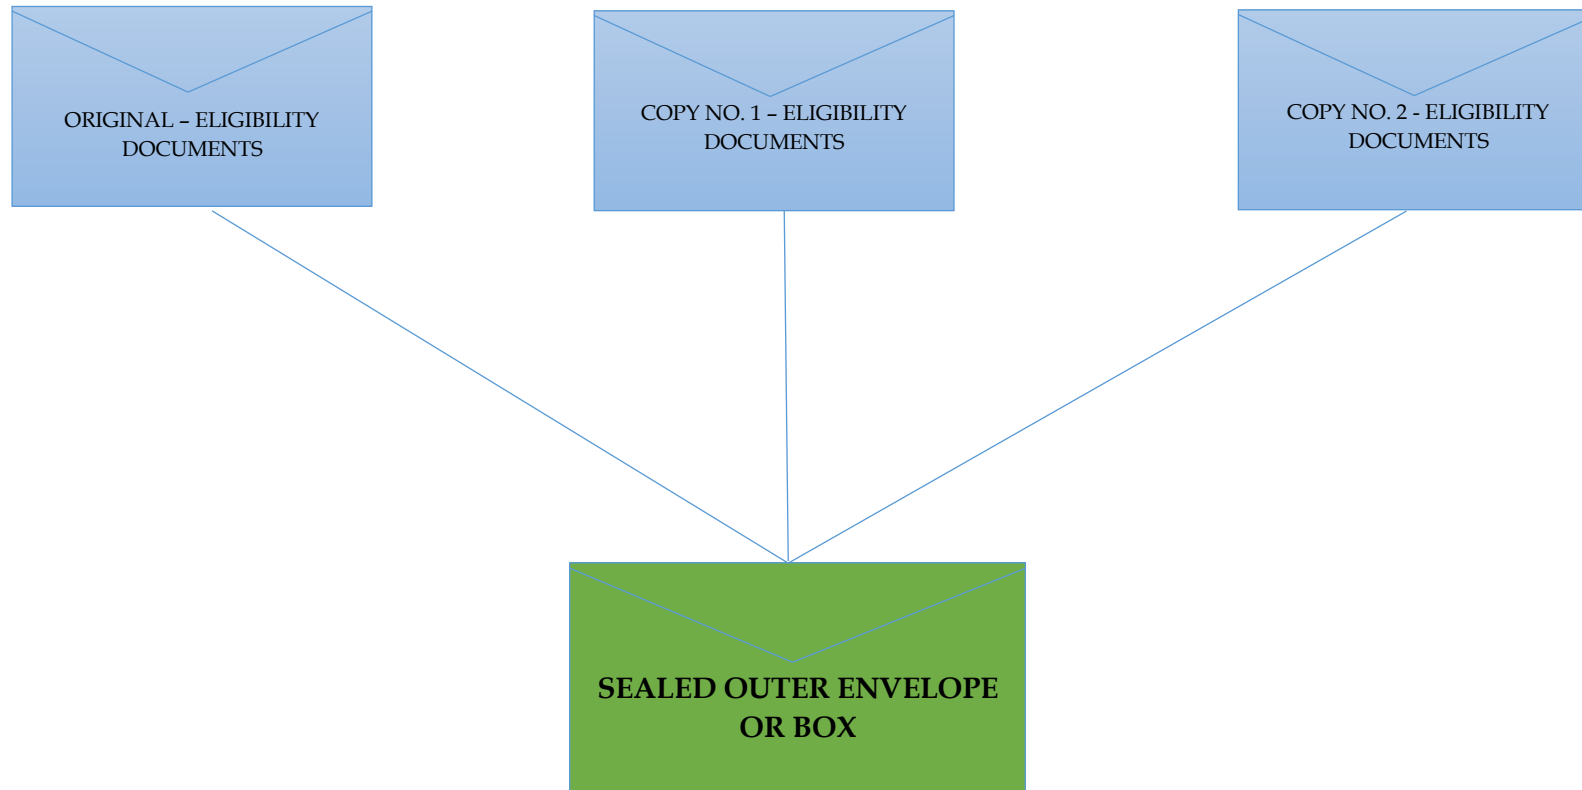 ORIGINAL – ELIGIBILITY
DOCUMENTS
COPY NO. 1 – ELIGIBILITY
DOCUMENTS
COPY NO. 2 - ELIGIBILITY
DOCUMENTS
SEALED OUTER ENVELOPE
OR BOX